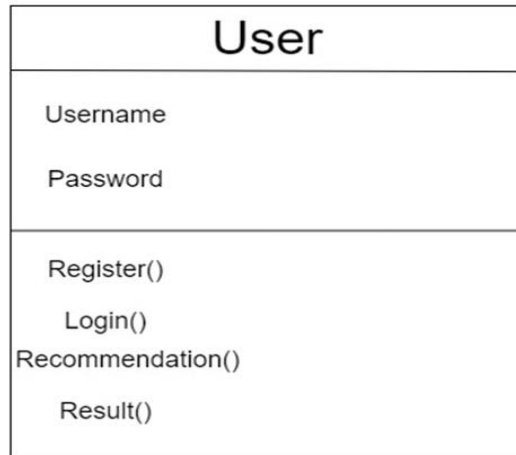 User
Username
Password
Register()
Login()
Recommendation()
Result()